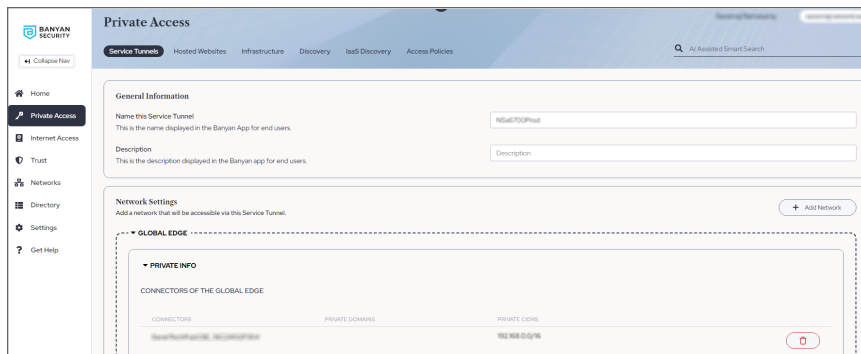 BANYAN
SECURITY
Collapse Nav
Home
Private Access
Internet Access
Trust
Networks
Directory
Settings
Get Help
Private Access
Service Tunnels Hosted Websites Infrastructure Discovery IaaS Discovery Access Policies
AI Assisted Smart Search
General Information
Name this Service Tunnel
This is the name displayed in the Banyan App for end users.
NSa6700Prod
Description
This is the description displayed in the Banyan app for end users.
Description
Network Settings
Add a network that will be accessible via this Service Tunnel.
+ Add Network
GLOBAL EDGE
PRIVATE INFO
CONNECTORS OF THE GLOBAL EDGE
CONNECTORS PRIVATE DOMAINS PRIVATE CIDRS
192.168.0.0/16